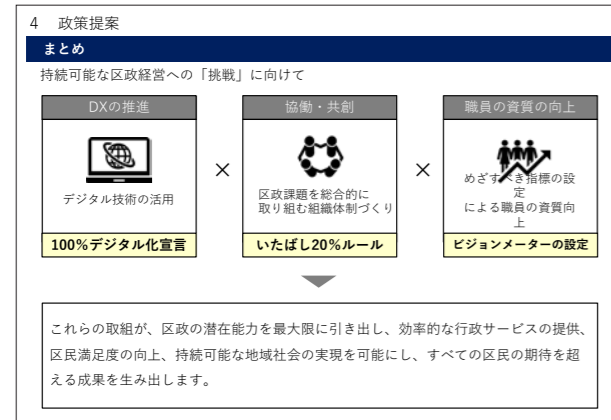 4 政策提案
まとめ
持続可能な区政経営への「挑戦」に向けて
DXの推進
デジタル技術の活用
100％デジタル化宣言
×
協働・共創
区政課題を総合的に
取り組む組織体制づくり
いたばし20％ルール
×
職員の資質の向上
めざすべき指標の設
定
による職員の資質向
上
ビジョンメーターの設定
これらの取組が、区政の潜在能力を最大限に引き出し、効率的な行政サービスの提供、
区民満足度の向上、持続可能な地域社会の実現を可能にし、すべての区民の期待を超
える成果を生み出します。